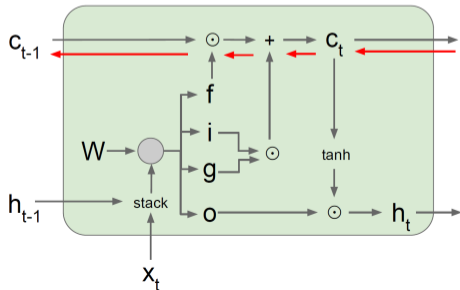 c_{t-1} ⊙ + c_t
f
W i
g ⊙ tanh
h_{t-1} stack o ⊙ h_t
x_t